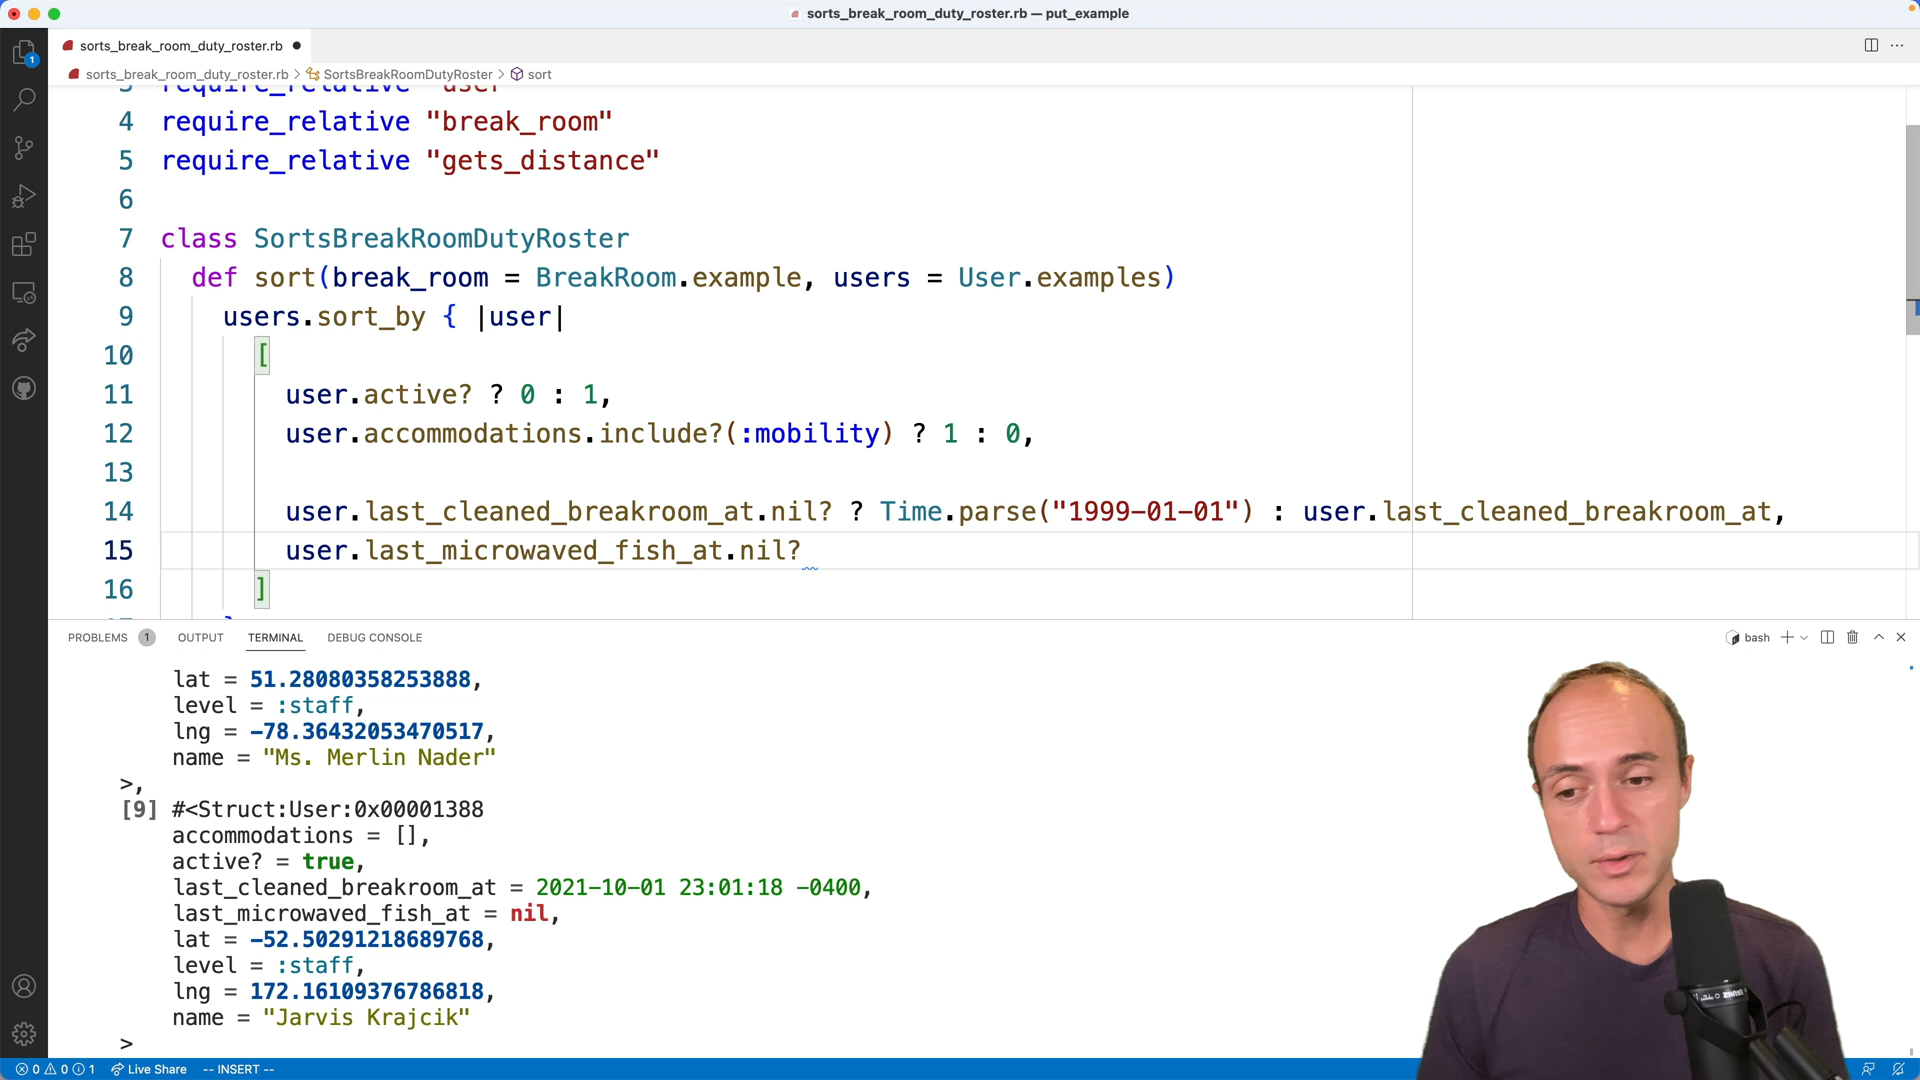 sorts_break_room_duty_roster.rb — put_example
sorts_break_room_duty_roster.rb
sorts_break_room_duty_roster.rb > SortsBreakRoomDutyRoster > sort
1
3 require_relative "user"
4 require_relative "break_room"
5 require_relative "gets_distance"
6
7 class SortsBreakRoomDutyRoster
8 def sort(break_room = BreakRoom.example, users = User.examples)
9 users.sort_by { |user|
10 [
11 user.active? ? 0 : 1,
12 user.accommodations.include?(:mobility) ? 1 : 0,
13
14 user.last_cleaned_breakroom_at.nil? ? Time.parse("1999-01-01") : user.last_cleaned_breakroom_at,
15 user.last_microwaved_fish_at.nil?
16 ]
PROBLEMS 1 OUTPUT TERMINAL DEBUG CONSOLE bash
lat = 51.28080358253888,
level = :staff,
lng = -78.36432053470517,
name = "Ms. Merlin Nader"
>,
[9] #<Struct:User:0x00001388
accommodations = [],
active? = true,
last_cleaned_breakroom_at = 2021-10-01 23:01:18 -0400,
last_microwaved_fish_at = nil,
lat = -52.50291218689768,
level = :staff,
lng = 172.16109376786818,
name = "Jarvis Krajcik"
>
0 0 1 Live Share -- INSERT --